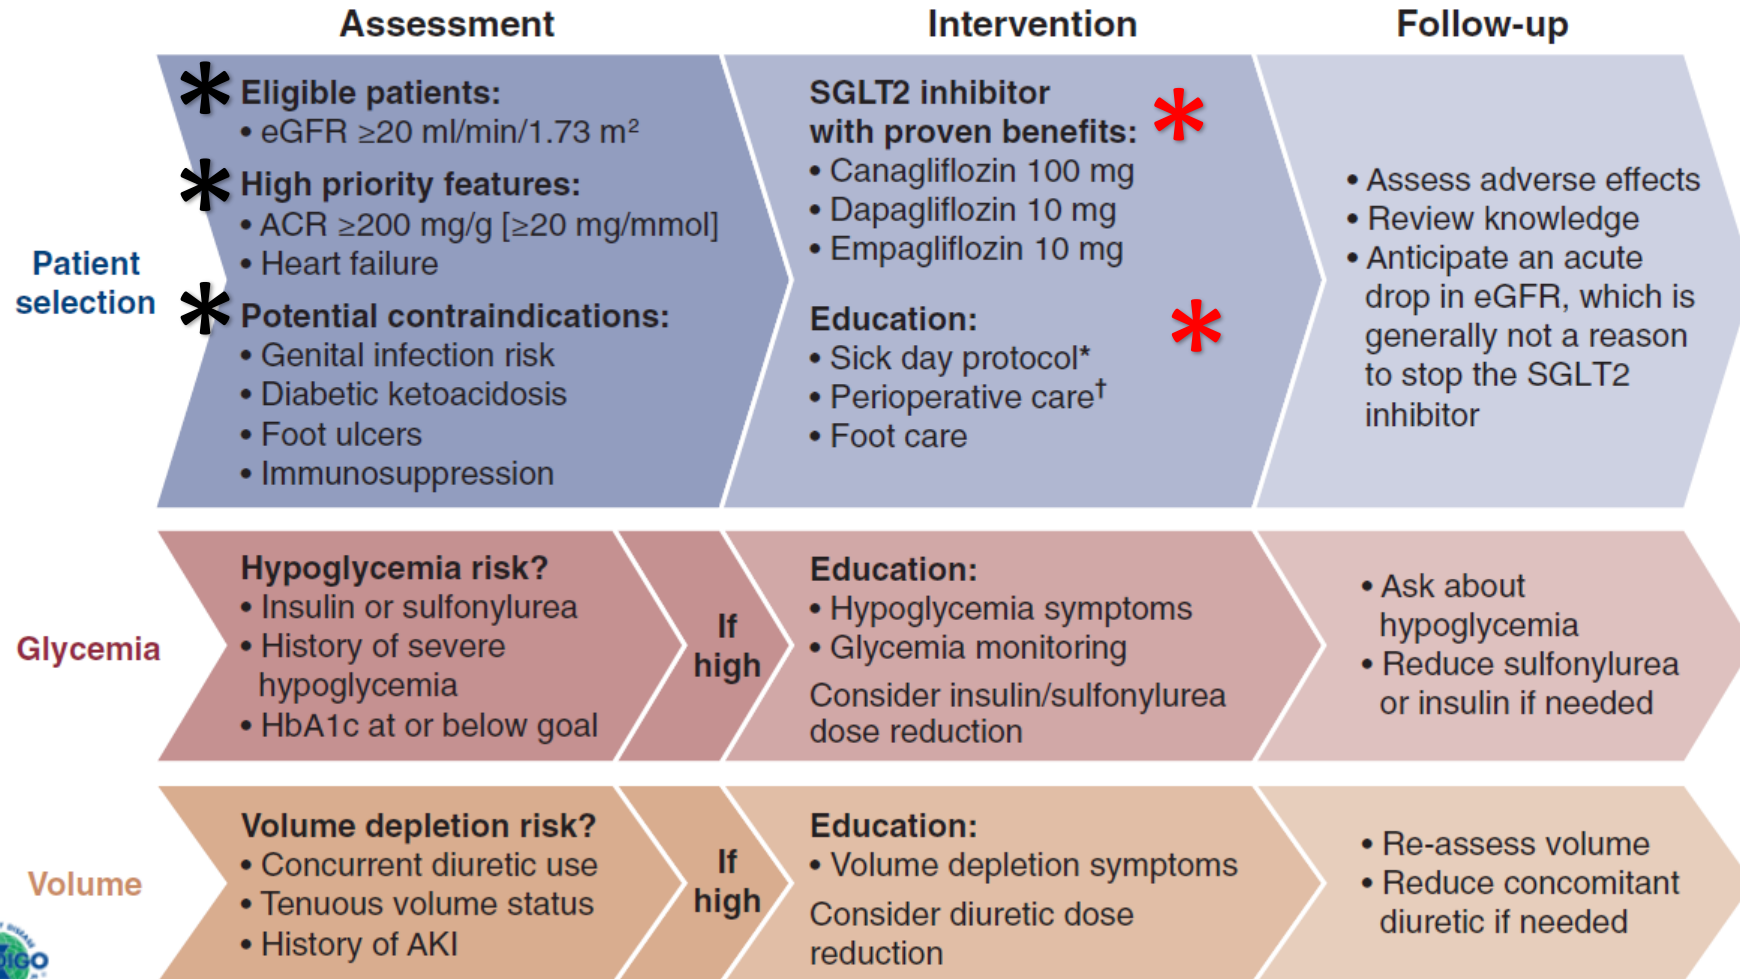 Assessment
Intervention
Follow-up
Patient
selection
* Eligible patients:
• eGFR ≥20 ml/min/1.73 m²
* High priority features:
• ACR ≥200 mg/g [≥20 mg/mmol]
• Heart failure
* Potential contraindications:
• Genital infection risk
• Diabetic ketoacidosis
• Foot ulcers
• Immunosuppression
SGLT2 inhibitor
with proven benefits: *
• Canagliflozin 100 mg
• Dapagliflozin 10 mg
• Empagliflozin 10 mg
Education: *
• Sick day protocol*
• Perioperative care†
• Foot care
• Assess adverse effects
• Review knowledge
• Anticipate an acute
drop in eGFR, which is
generally not a reason
to stop the SGLT2
inhibitor
Glycemia
Hypoglycemia risk?
• Insulin or sulfonylurea
• History of severe
hypoglycemia
• HbA1c at or below goal
If
high
Education:
• Hypoglycemia symptoms
• Glycemia monitoring
Consider insulin/sulfonylurea
dose reduction
• Ask about
hypoglycemia
• Reduce sulfonylurea
or insulin if needed
Volume
Volume depletion risk?
• Concurrent diuretic use
• Tenuous volume status
• History of AKI
If
high
Education:
• Volume depletion symptoms
Consider diuretic dose
reduction
• Re-assess volume
• Reduce concomitant
diuretic if needed